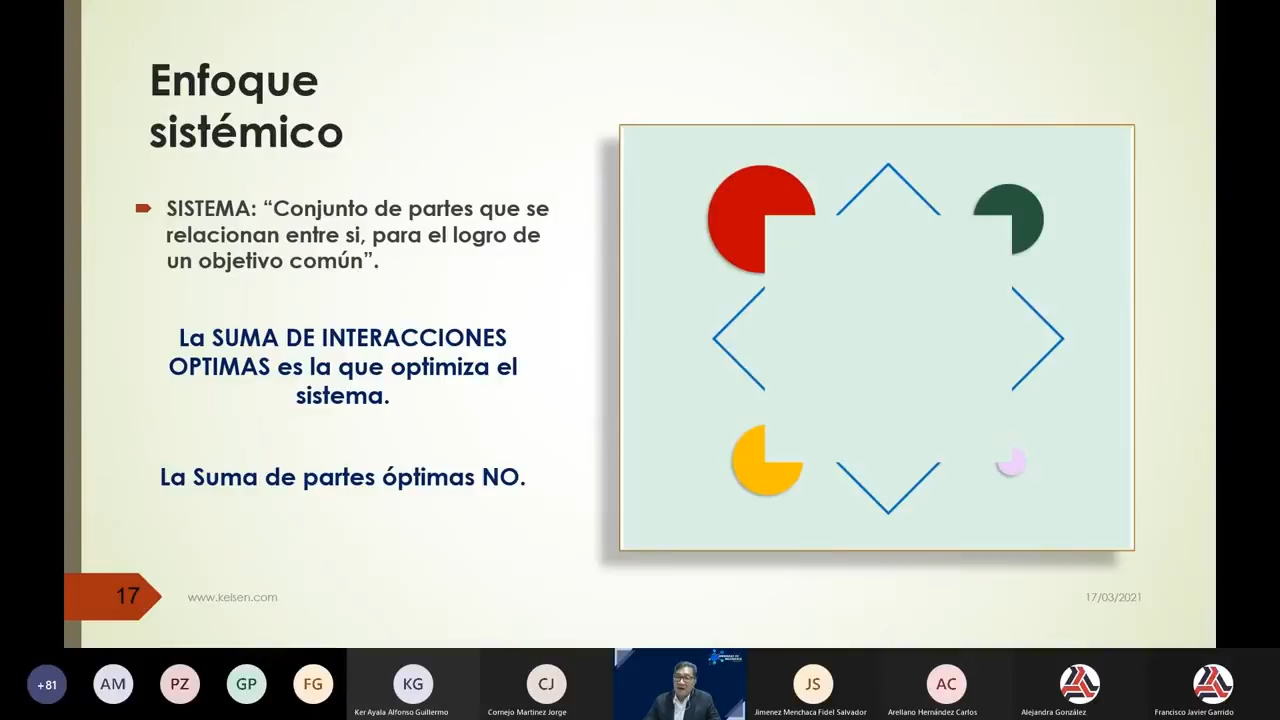 Enfoque
sistémico
SISTEMA: “Conjunto de partes que se
relacionan entre si, para el logro de
un objetivo común”.
La SUMA DE INTERACCIONES
OPTIMAS es la que optimiza el
sistema.
La Suma de partes óptimas NO.
17
www.kelsen.com
17/03/2021
+81
AM
PZ
GP
FG
KG
Ker Ayala Alfonso Guillermo
CJ
Cornejo Martinez Jorge
JS
Jimenez Menchaca Fidel Salvador
AC
Arellano Hernández Carlos
Alejandra González
Francisco Javier Garrido